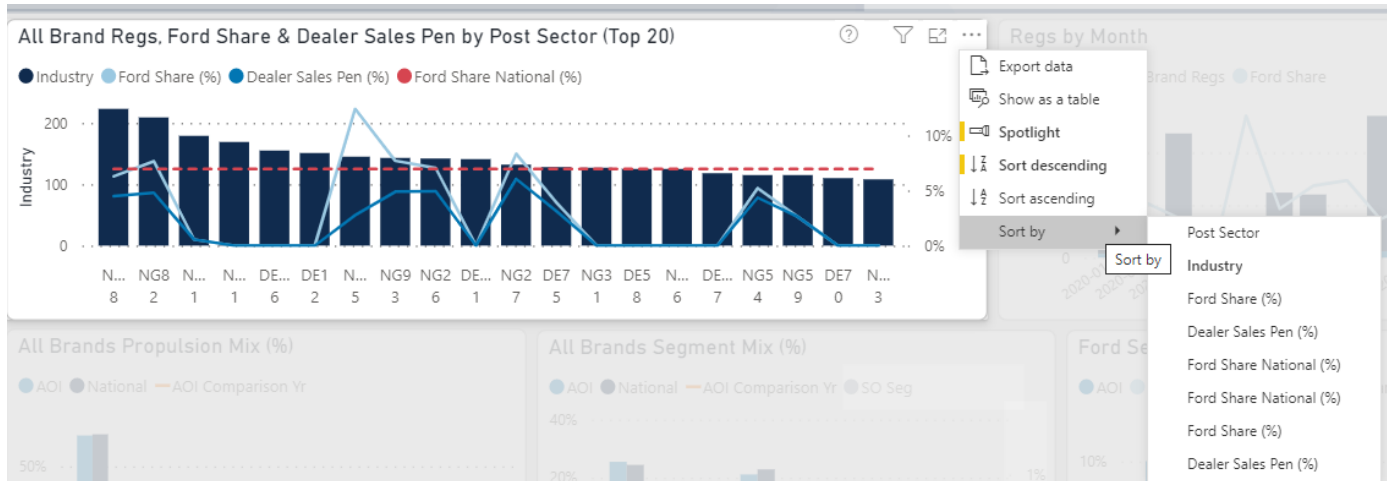 All Brand Regs, Ford Share & Dealer Sales Pen by Post Sector (Top 20)
Industry Ford Share (%) Dealer Sales Pen (%) Ford Share National (%)
200
100
0
Industry
10%
5%
0%
N... NG8 N... N... DE... DE1 N... NG9 NG2 DE... NG2 DE7 NG3 DE5 N... DE... NG5 NG5 DE7 N...
8 2 1 1 6 2 5 3 6 1 7 5 1 8 6 7 4 9 0 3
Export data
Show as a table
Spotlight
Sort descending
Sort ascending
Sort by
Sort by
Post Sector
Industry
Ford Share (%)
Dealer Sales Pen (%)
Ford Share National (%)
Ford Share National (%)
Ford Share (%)
Dealer Sales Pen (%)
Regs by Month
Brand Regs Ford Share
0
All Brands Propulsion Mix (%)
AOI National AOI Comparison Yr
50%
All Brands Segment Mix (%)
AOI National AOI Comparison Yr SO Seg
40%
20%
1%
Ford Se
AOI
10%